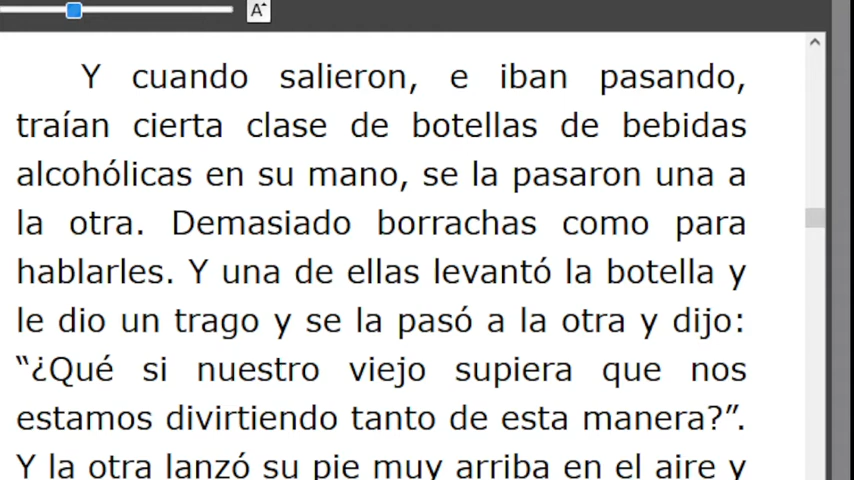 A
Y cuando salieron, e iban pasando,
traían cierta clase de botellas de bebidas
alcohólicas en su mano, se la pasaron una a
la otra. Demasiado borrachas como para
hablarles. Y una de ellas levantó la botella y
le dio un trago y se la pasó a la otra y dijo:
“¿Qué si nuestro viejo supiera que nos
estamos divirtiendo tanto de esta manera?”.
Y la otra lanzó su pie muy arriba en el aire y